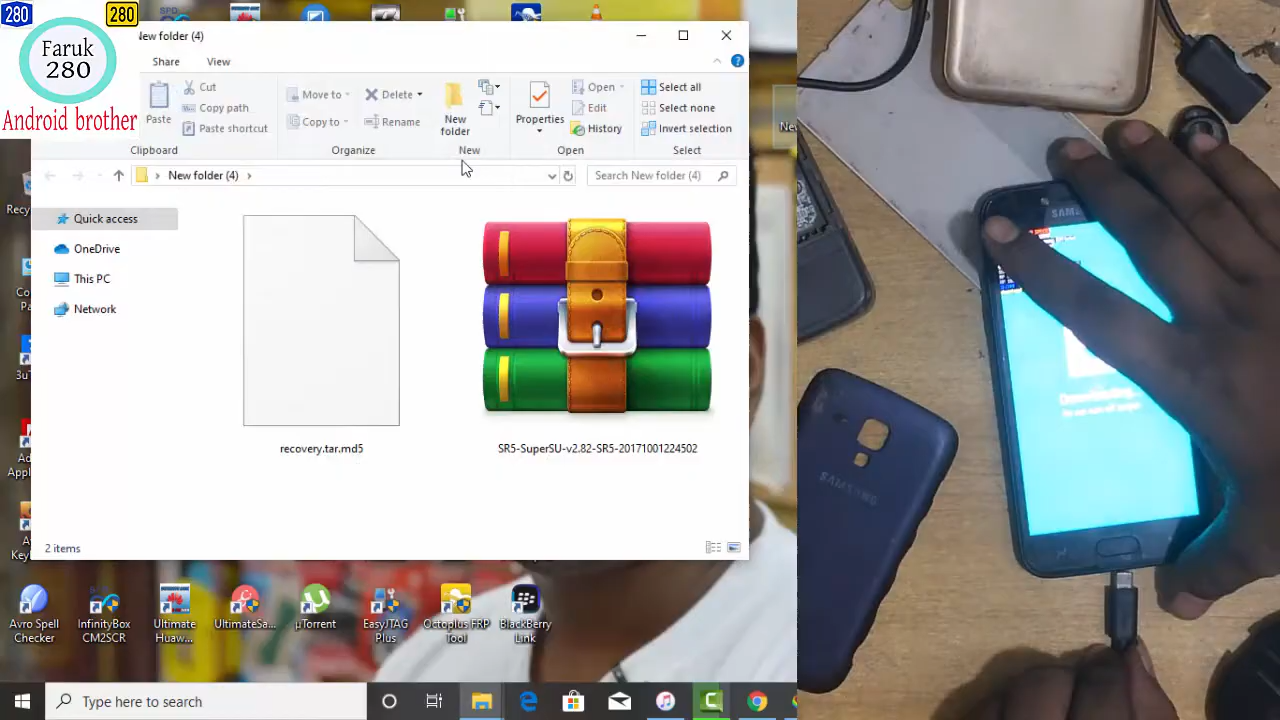 280
280
Faruk
280
Android brother
SPD
New folder (4)
Share
View
Paste
Cut
Copy path
Paste shortcut
Clipboard
Move to
Copy to
Delete
Rename
Organize
New
folder
New
Properties
Open
Edit
History
Open
Select all
Select none
Invert selection
Select
New folder (4)
Search New folder (4)
Quick access
OneDrive
This PC
Network
recovery.tar.md5
SR5-SuperSU-v2.82-SR5-20171001224502
2 items
Avro Spell
Checker
InfinityBox
CM2SCR
Ultimate
Huaw...
UltimateSa...
µTorrent
EasyJTAG
Plus
Octoplus FRP
Tool
BlackBerry
Link
Type here to search
Downloading...
SAMSUNG